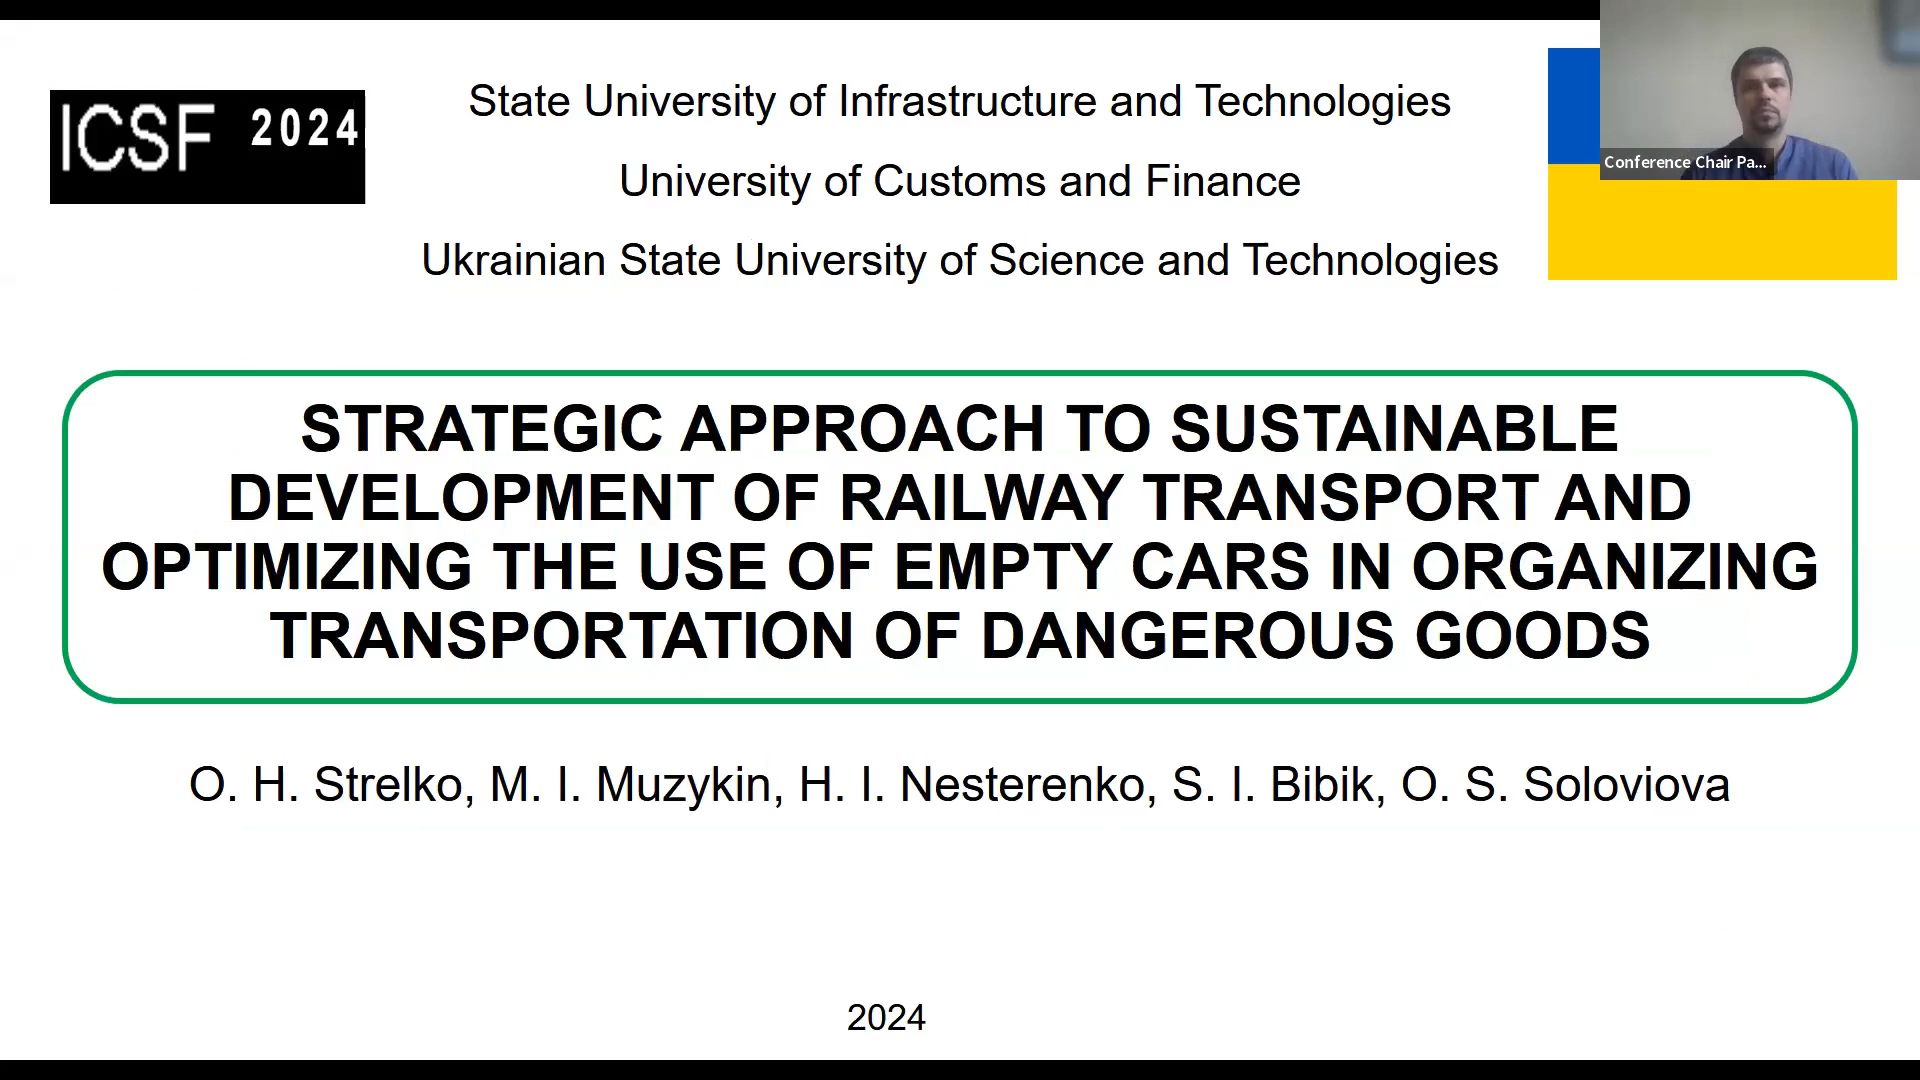 ICSF 2024
State University of Infrastructure and Technologies
University of Customs and Finance
Ukrainian State University of Science and Technologies
Conference Chair Pa...
STRATEGIC APPROACH TO SUSTAINABLE
DEVELOPMENT OF RAILWAY TRANSPORT AND
OPTIMIZING THE USE OF EMPTY CARS IN ORGANIZING
TRANSPORTATION OF DANGEROUS GOODS
O. H. Strelko, M. I. Muzykin, H. I. Nesterenko, S. I. Bibik, O. S. Soloviova
2024